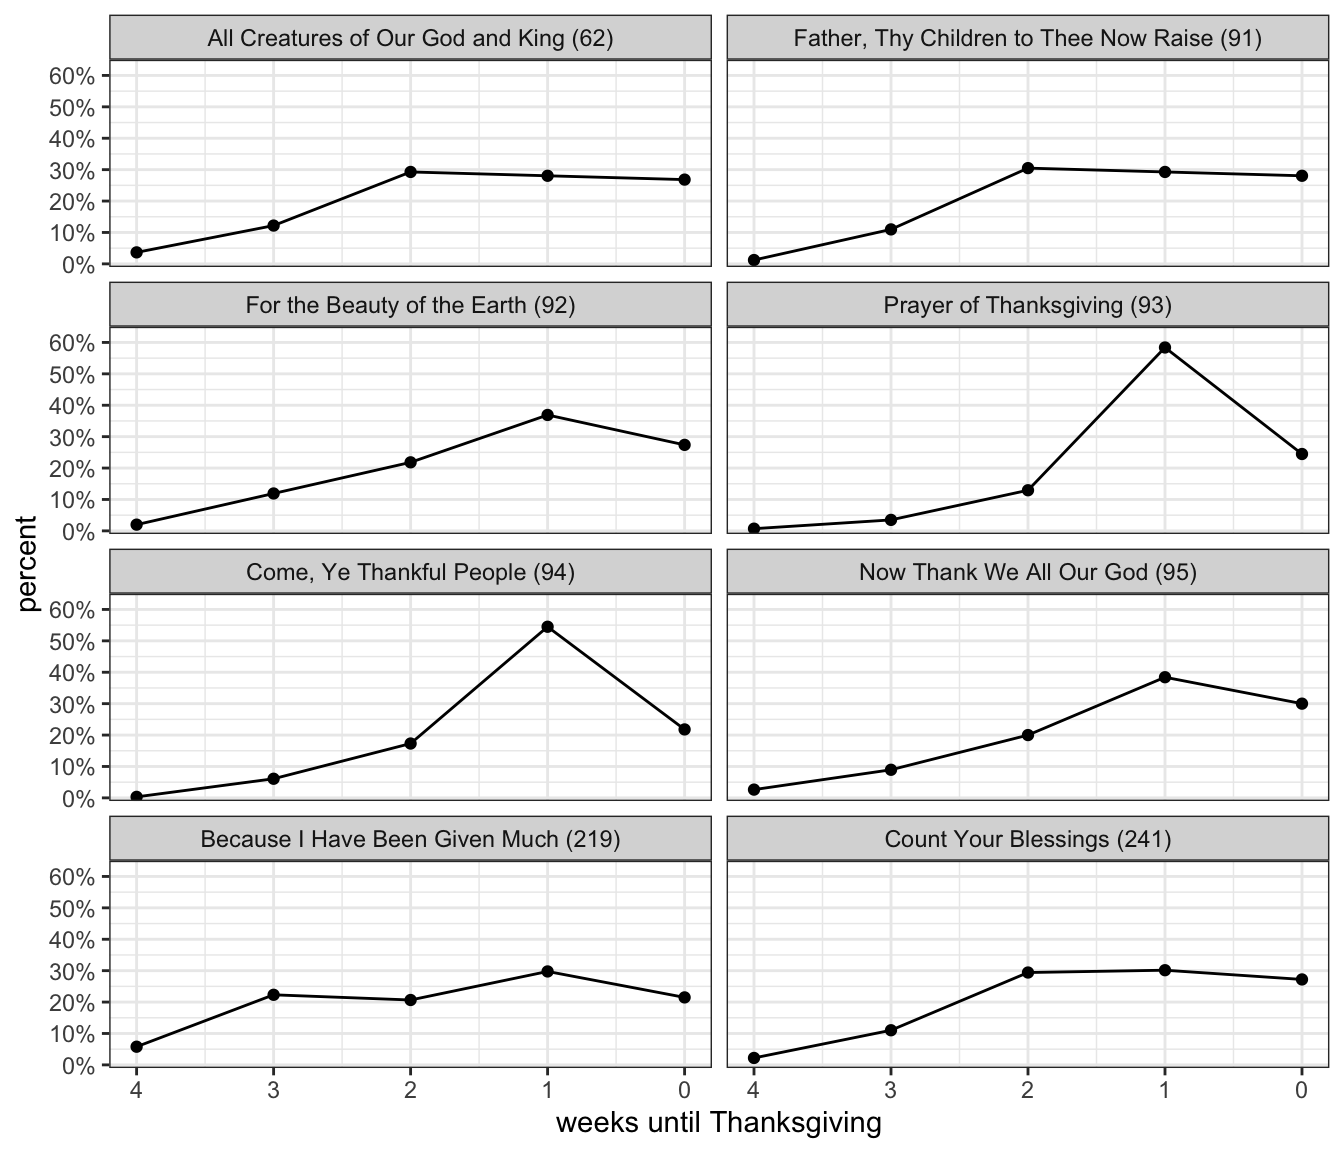 All Creatures of Our God and King (62)
Father, Thy Children to Thee Now Raise (91)
60%
50%
40%
30%
20%
10%
0%
For the Beauty of the Earth (92)
Prayer of Thanksgiving (93)
60%
50%
40%
30%
20%
10%
0%
percent
Come, Ye Thankful People (94)
Now Thank We All Our God (95)
60%
50%
40%
30%
20%
10%
0%
Because I Have Been Given Much (219)
Count Your Blessings (241)
60%
50%
40%
30%
20%
10%
0%
4 3 2 1 0
4 3 2 1 0
weeks until Thanksgiving